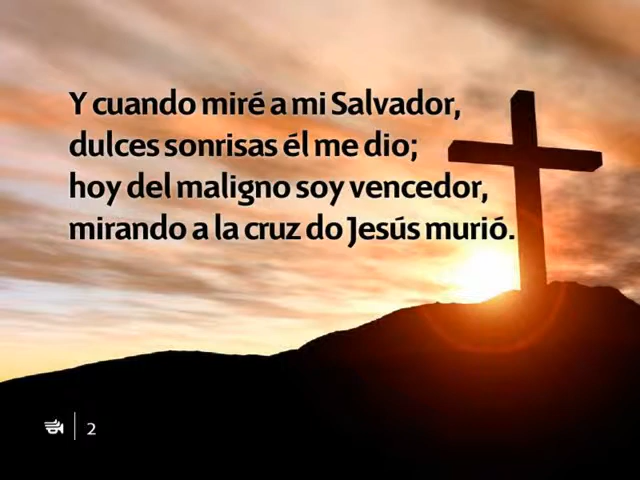 Y cuando miré a mi Salvador,
dulces sonrisas él me dio;
hoy del maligno soy vencedor,
mirando a la cruz do Jesús murió.
2